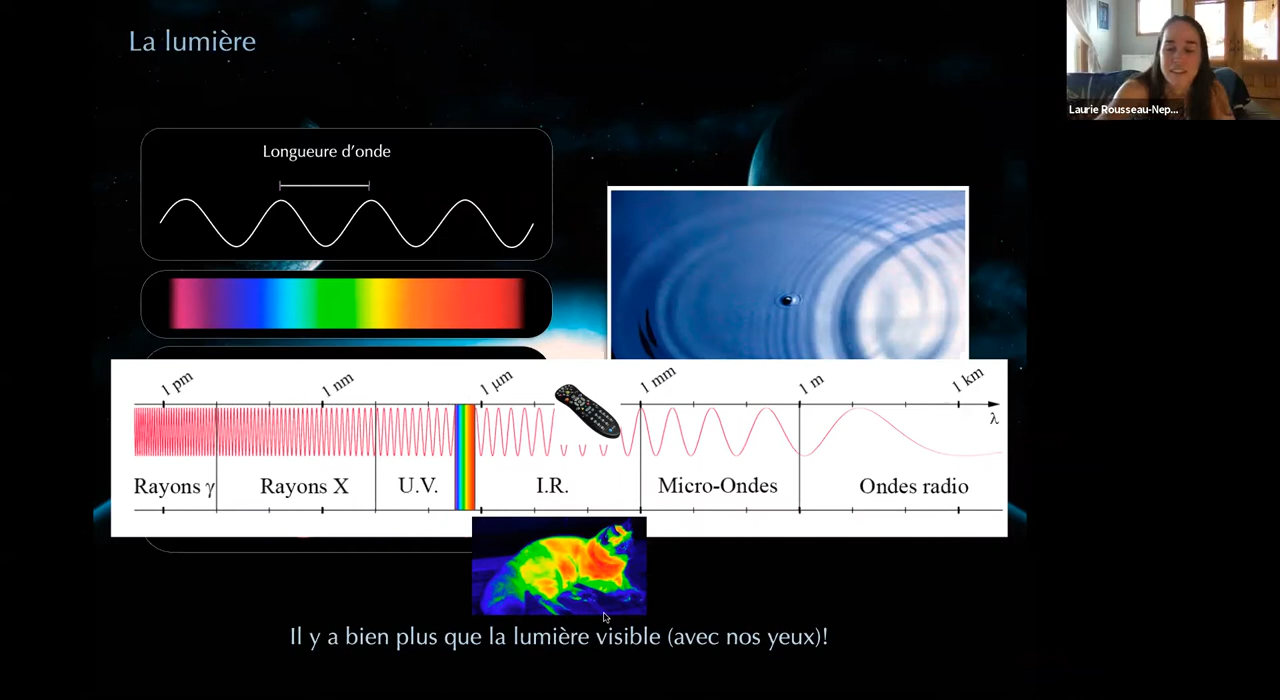 La lumière
Laurie Rousseau-Nep...
Longueure d'onde
1 pm
1 nm
1 μm
1 mm
1 m
1 km
λ
Rayons γ
Rayons X
U.V.
I.R.
Micro-Ondes
Ondes radio
Il y a bien plus que la lumière visible (avec nos yeux)!